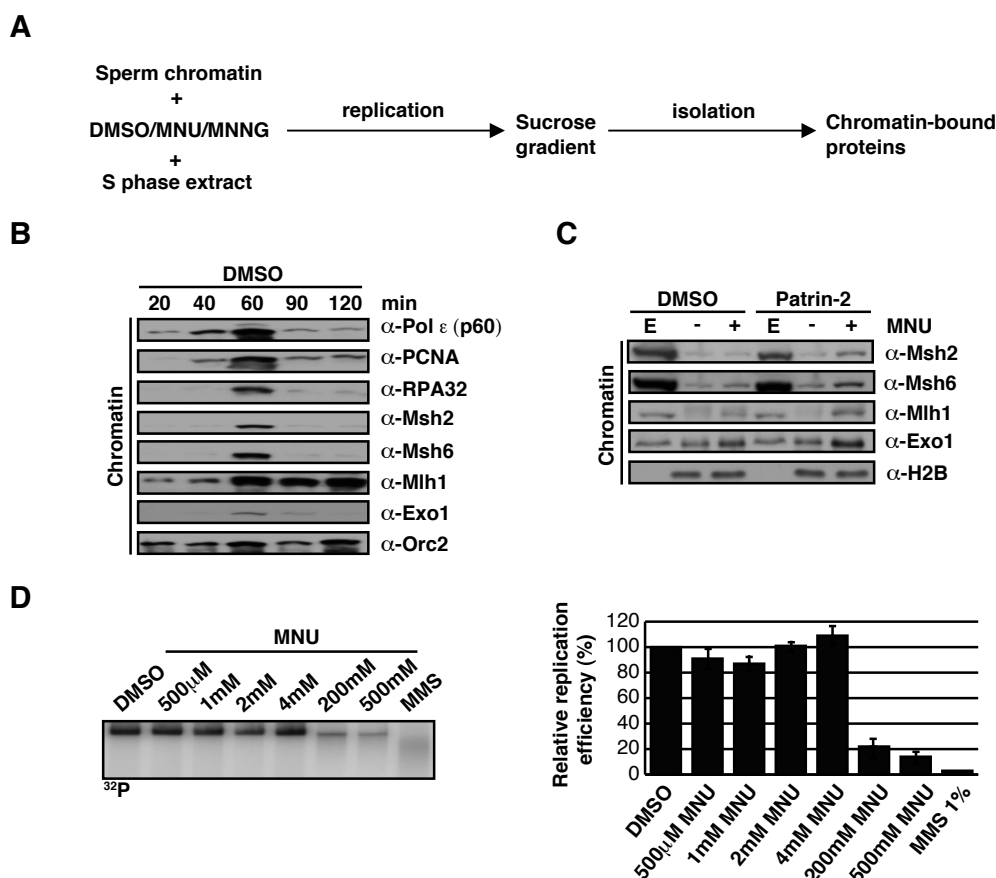 A
Sperm chromatin
+
DMSO/MNU/MNNG
+
S phase extract
replication
Sucrose
gradient
isolation
Chromatin-bound
proteins
B
DMSO
20 40 60 90 120 min
Chromatin
α-Pol ε (p60)
α-PCNA
α-RPA32
α-Msh2
α-Msh6
α-Mlh1
α-Exo1
α-Orc2
C
DMSO Patrin-2
E - + E - + MNU
Chromatin
α-Msh2
α-Msh6
α-Mlh1
α-Exo1
α-H2B
D
MNU
DMSO
500μM
1mM
2mM
4mM
200mM
500mM
MMS
³²P
Relative replication
efficiency (%)
120
100
80
60
40
20
0
DMSO
500μM MNU
1mM MNU
2mM MNU
4mM MNU
200mM MNU
500mM MNU
MMS 1%